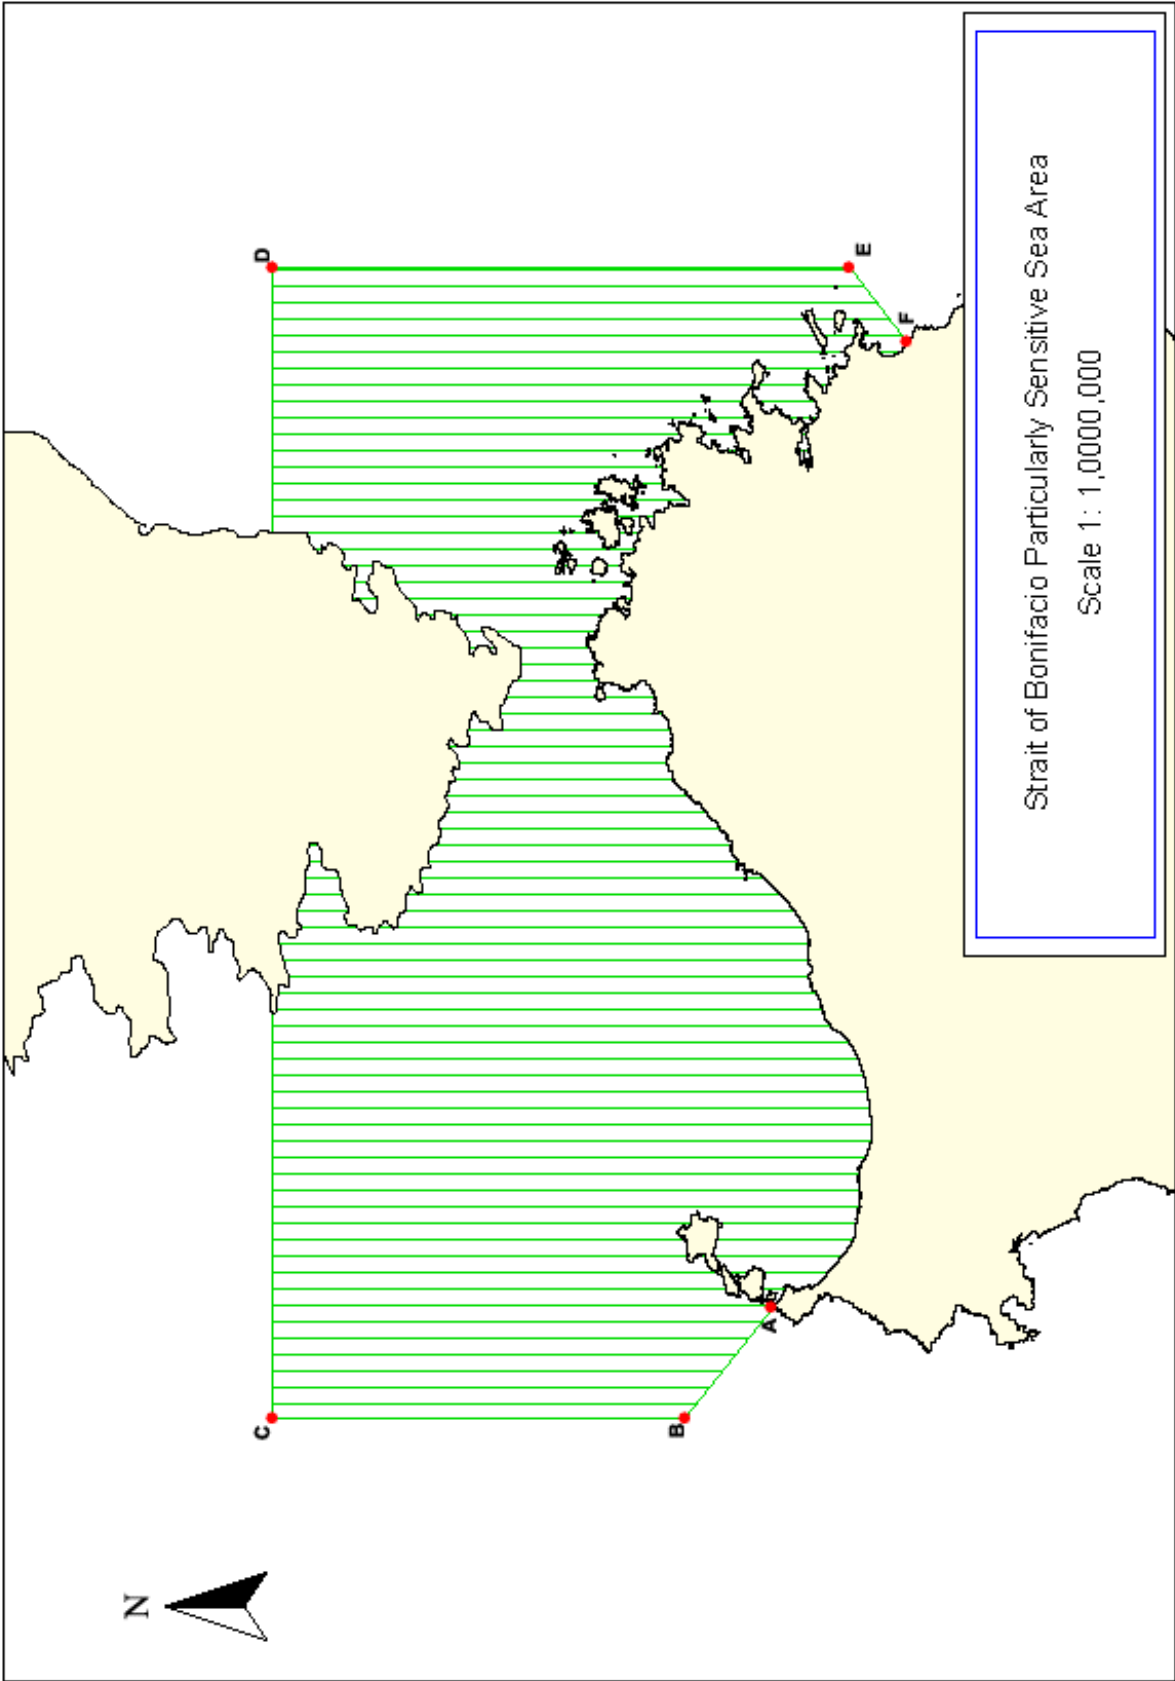 N
C
D
B
A
E
F
Strait of Bonifacio Particularly Sensitive Sea Area
Scale 1: 1,0000,000